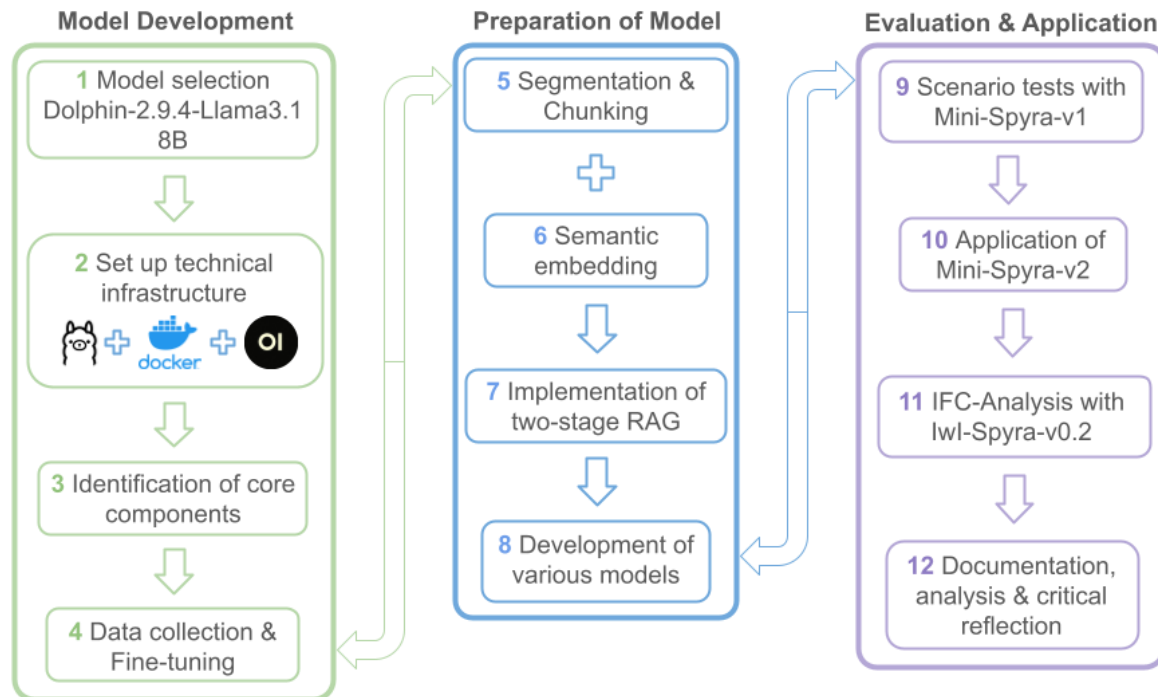 Model Development
1 Model selection
Dolphin-2.9.4-Llama3.1
8B
2 Set up technical
infrastructure
docker
OI
3 Identification of core
components
4 Data collection &
Fine-tuning
Preparation of Model
5 Segmentation &
Chunking
6 Semantic
embedding
7 Implementation of
two-stage RAG
8 Development of
various models
Evaluation & Application
9 Scenario tests with
Mini-Spyra-v1
10 Application of
Mini-Spyra-v2
11 IFC-Analysis with
IwI-Spyra-v0.2
12 Documentation,
analysis & critical
reflection